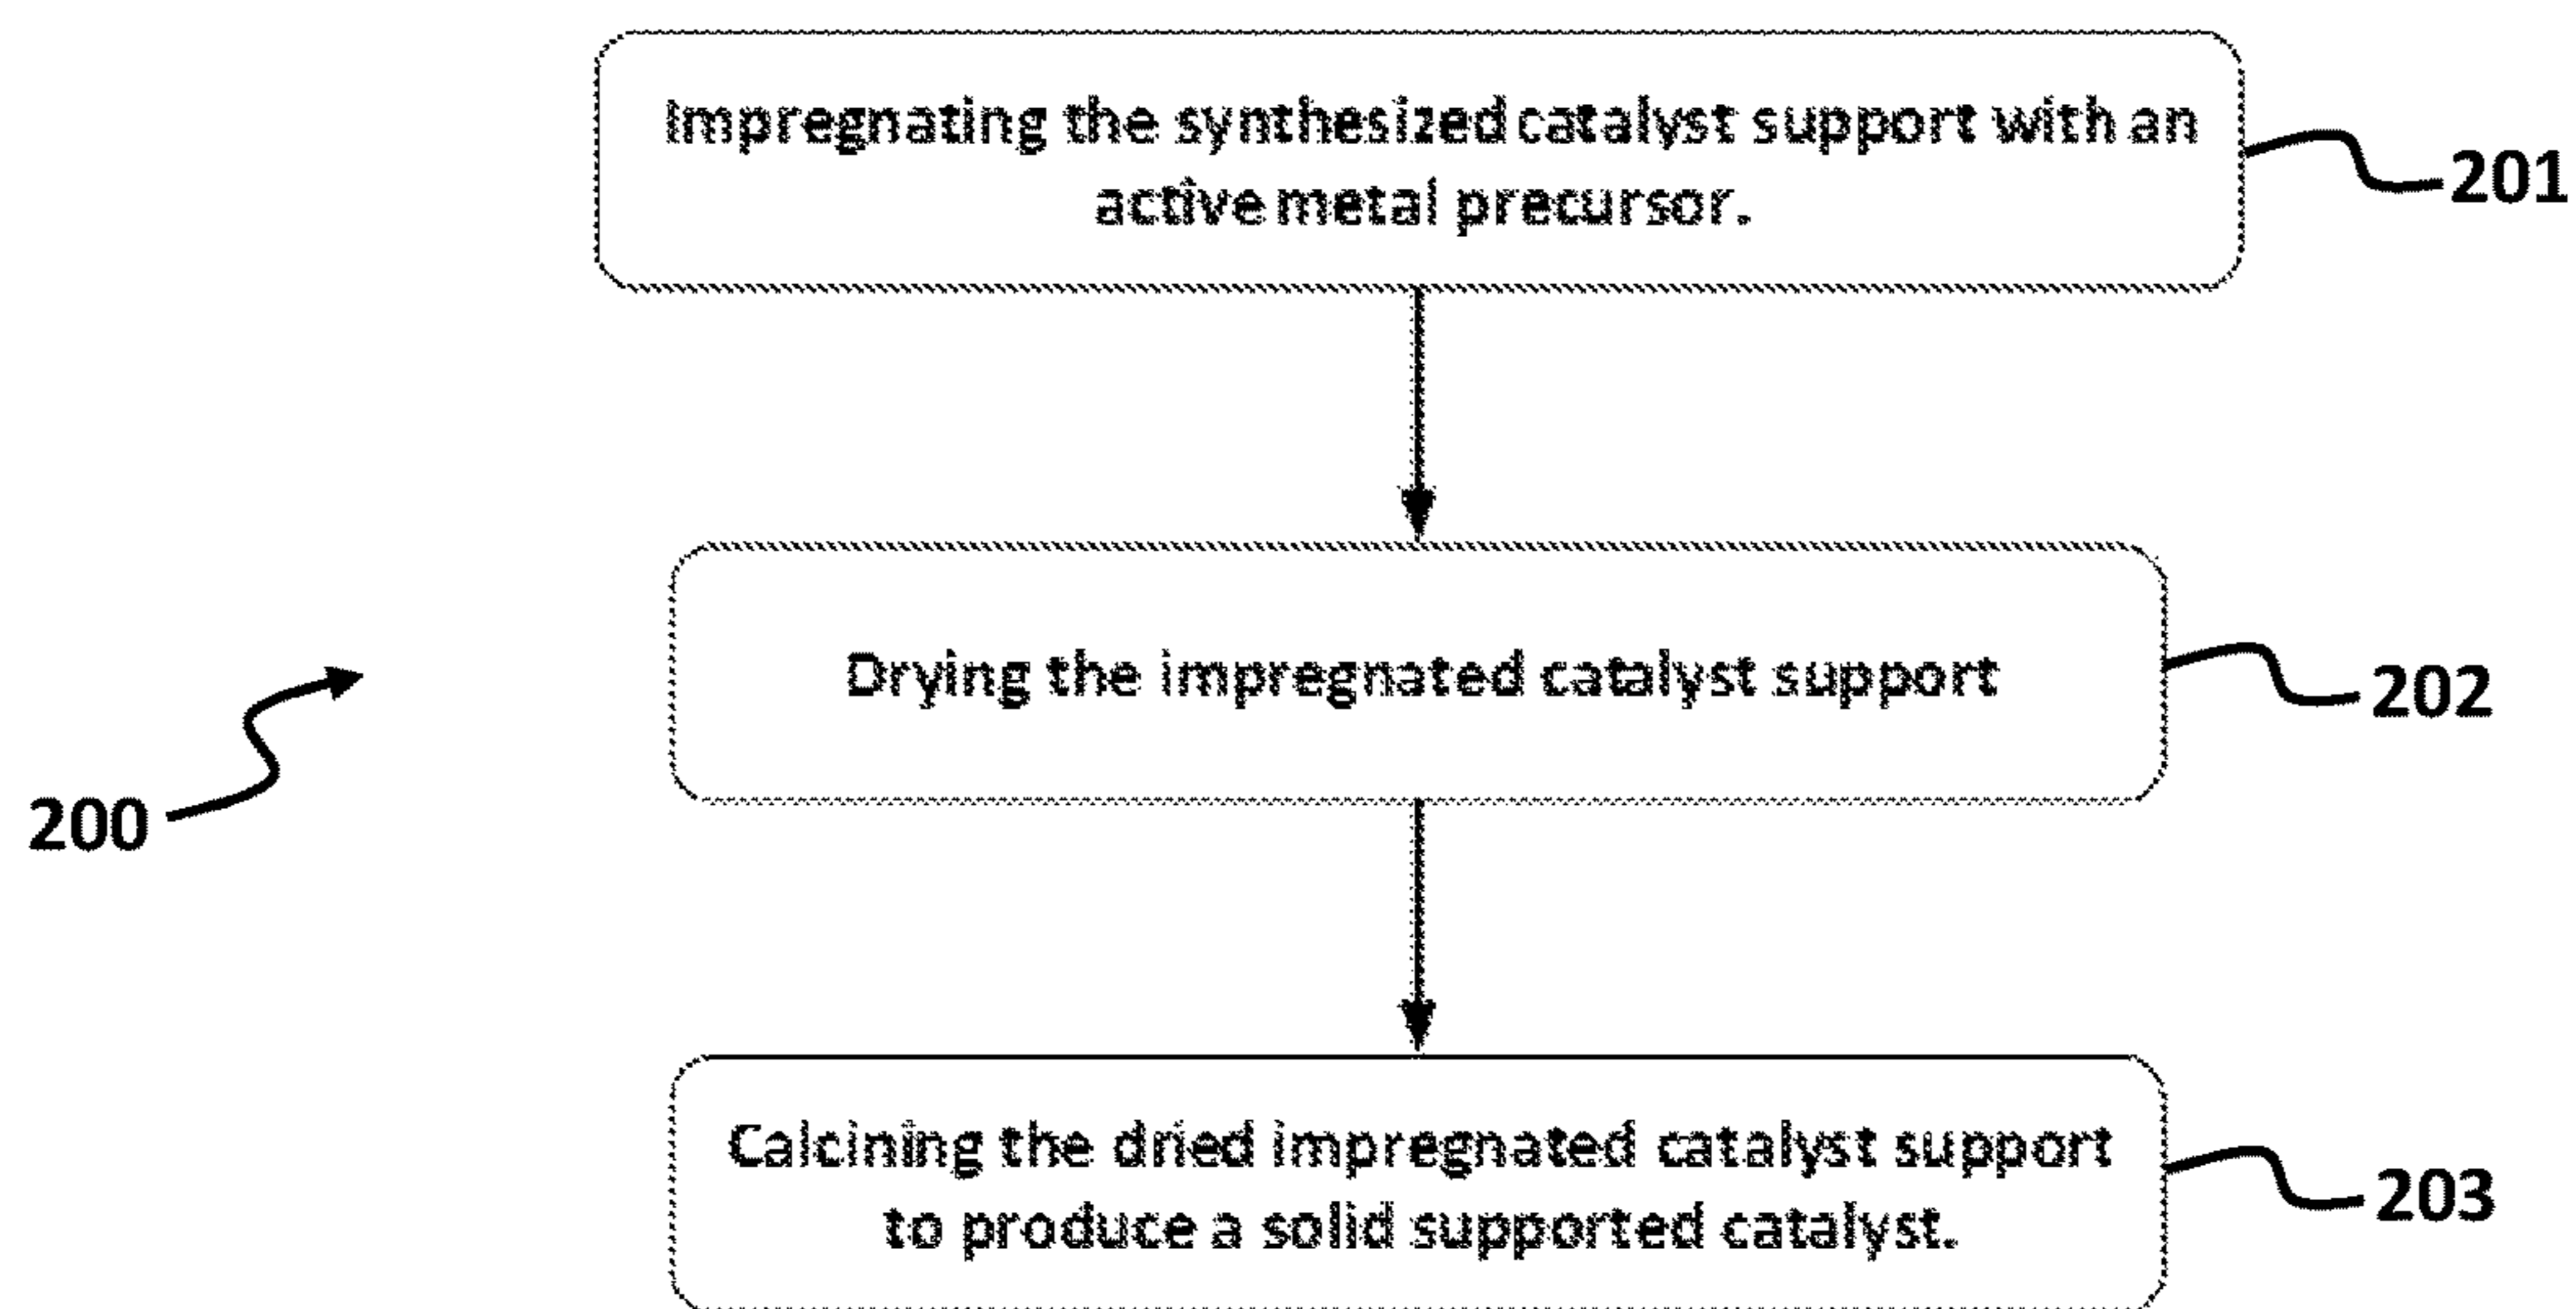 Impregnating the synthesized catalyst support with an
active metal precursor.
201
Drying the impregnated catalyst support
202
200
Calcining the dried impregnated catalyst support
to produce a solid supported catalyst.
203